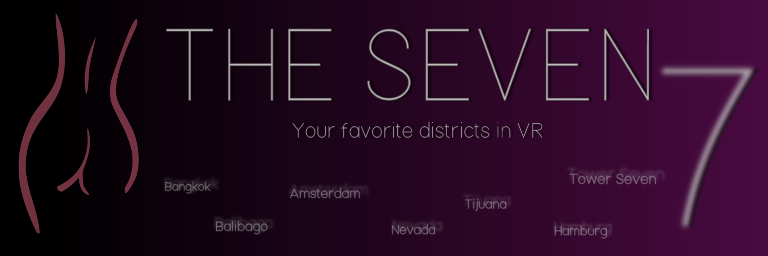 THE SEVEN
7
Your favorite districts in VR
Tower Seven
Bangkok
Amsterdam
Tijuana
Balibago
Nevada
Hamburg